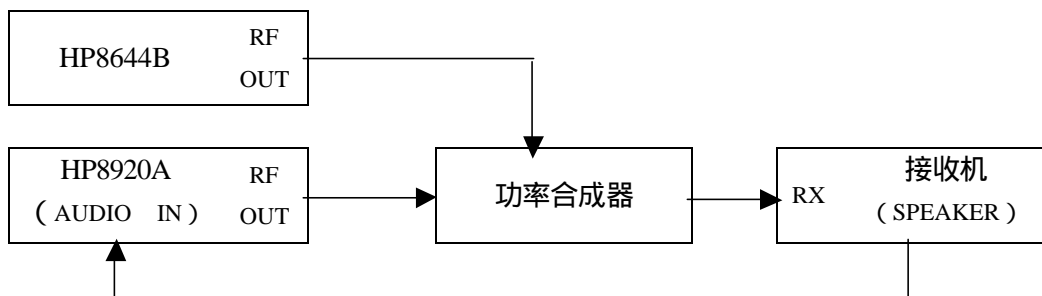 HP8644B
RF
OUT
HP8920A
（ AUDIO IN ）
RF
OUT
功率合成器
RX
接收机
（ SPEAKER ）